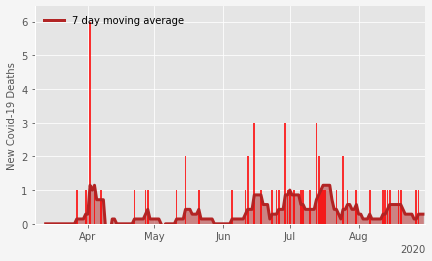 7 day moving average
New Covid-19 Deaths
6
5
4
3
2
1
0
Apr
May
Jun
Jul
Aug
2020